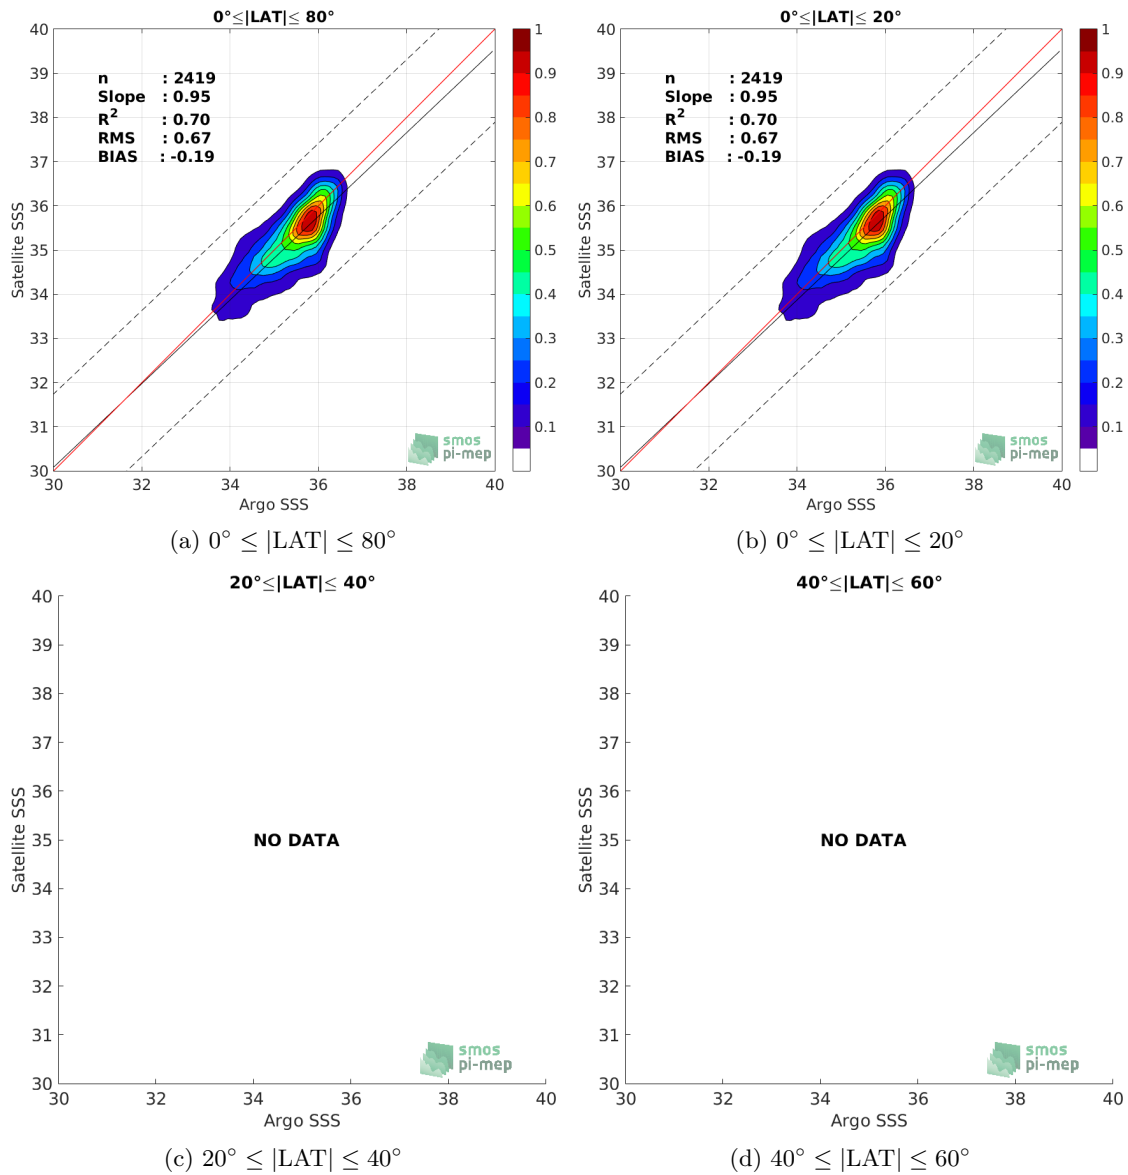 0°≤|LAT|≤ 80°
40
39
38
37
36
35
34
33
32
31
30
Satellite SSS
n : 2419
Slope : 0.95
R² : 0.70
RMS : 0.67
BIAS : -0.19
smos
pi-mep
30 32 34 36 38 40
Argo SSS
1
0.9
0.8
0.7
0.6
0.5
0.4
0.3
0.2
0.1
(a) 0° ≤ |LAT| ≤ 80°
0°≤|LAT|≤ 20°
40
39
38
37
36
35
34
33
32
31
30
Satellite SSS
n : 2419
Slope : 0.95
R² : 0.70
RMS : 0.67
BIAS : -0.19
smos
pi-mep
30 32 34 36 38 40
Argo SSS
1
0.9
0.8
0.7
0.6
0.5
0.4
0.3
0.2
0.1
(b) 0° ≤ |LAT| ≤ 20°
20°≤|LAT|≤ 40°
40
39
38
37
36
35
34
33
32
31
30
Satellite SSS
NO DATA
smos
pi-mep
30 32 34 36 38 40
Argo SSS
(c) 20° ≤ |LAT| ≤ 40°
40°≤|LAT|≤ 60°
40
39
38
37
36
35
34
33
32
31
30
Satellite SSS
NO DATA
smos
pi-mep
30 32 34 36 38 40
Argo SSS
(d) 40° ≤ |LAT| ≤ 60°